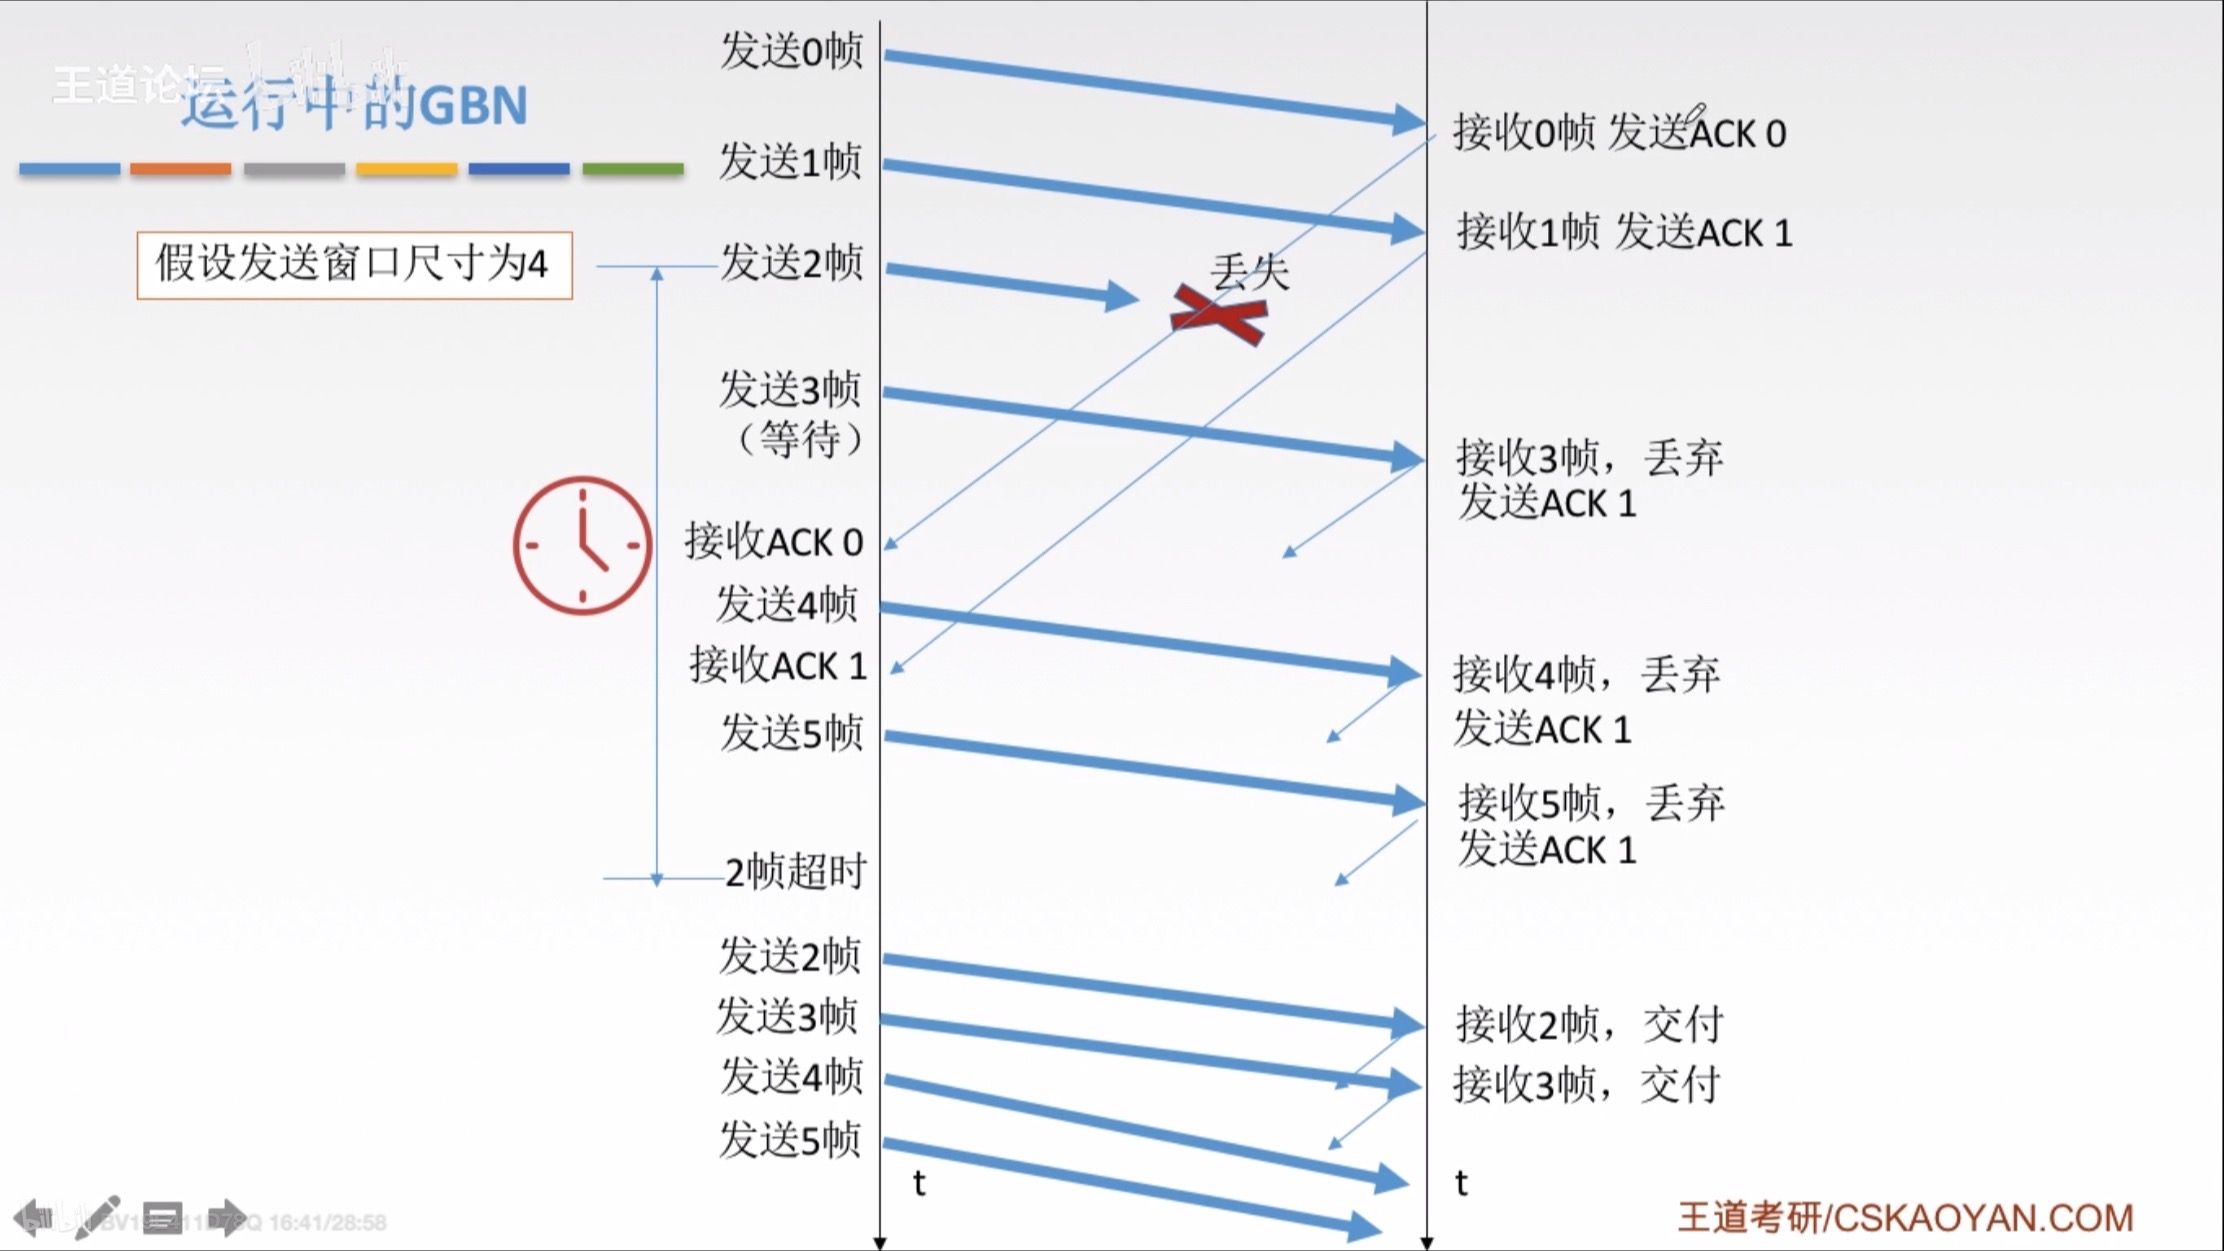 王道论坛
运行中的GBN
假设发送窗口尺寸为4
发送0帧
发送1帧
发送2帧
发送3帧
（等待）
接收ACK 0
发送4帧
接收ACK 1
发送5帧
2帧超时
发送2帧
发送3帧
发送4帧
发送5帧
t
丢失
接收0帧 发送ACK 0
接收1帧 发送ACK 1
接收3帧，丢弃
发送ACK 1
接收4帧，丢弃
发送ACK 1
接收5帧，丢弃
发送ACK 1
接收2帧，交付
接收3帧，交付
t
16:41/28:58
王道考研/CSKAOYAN.COM